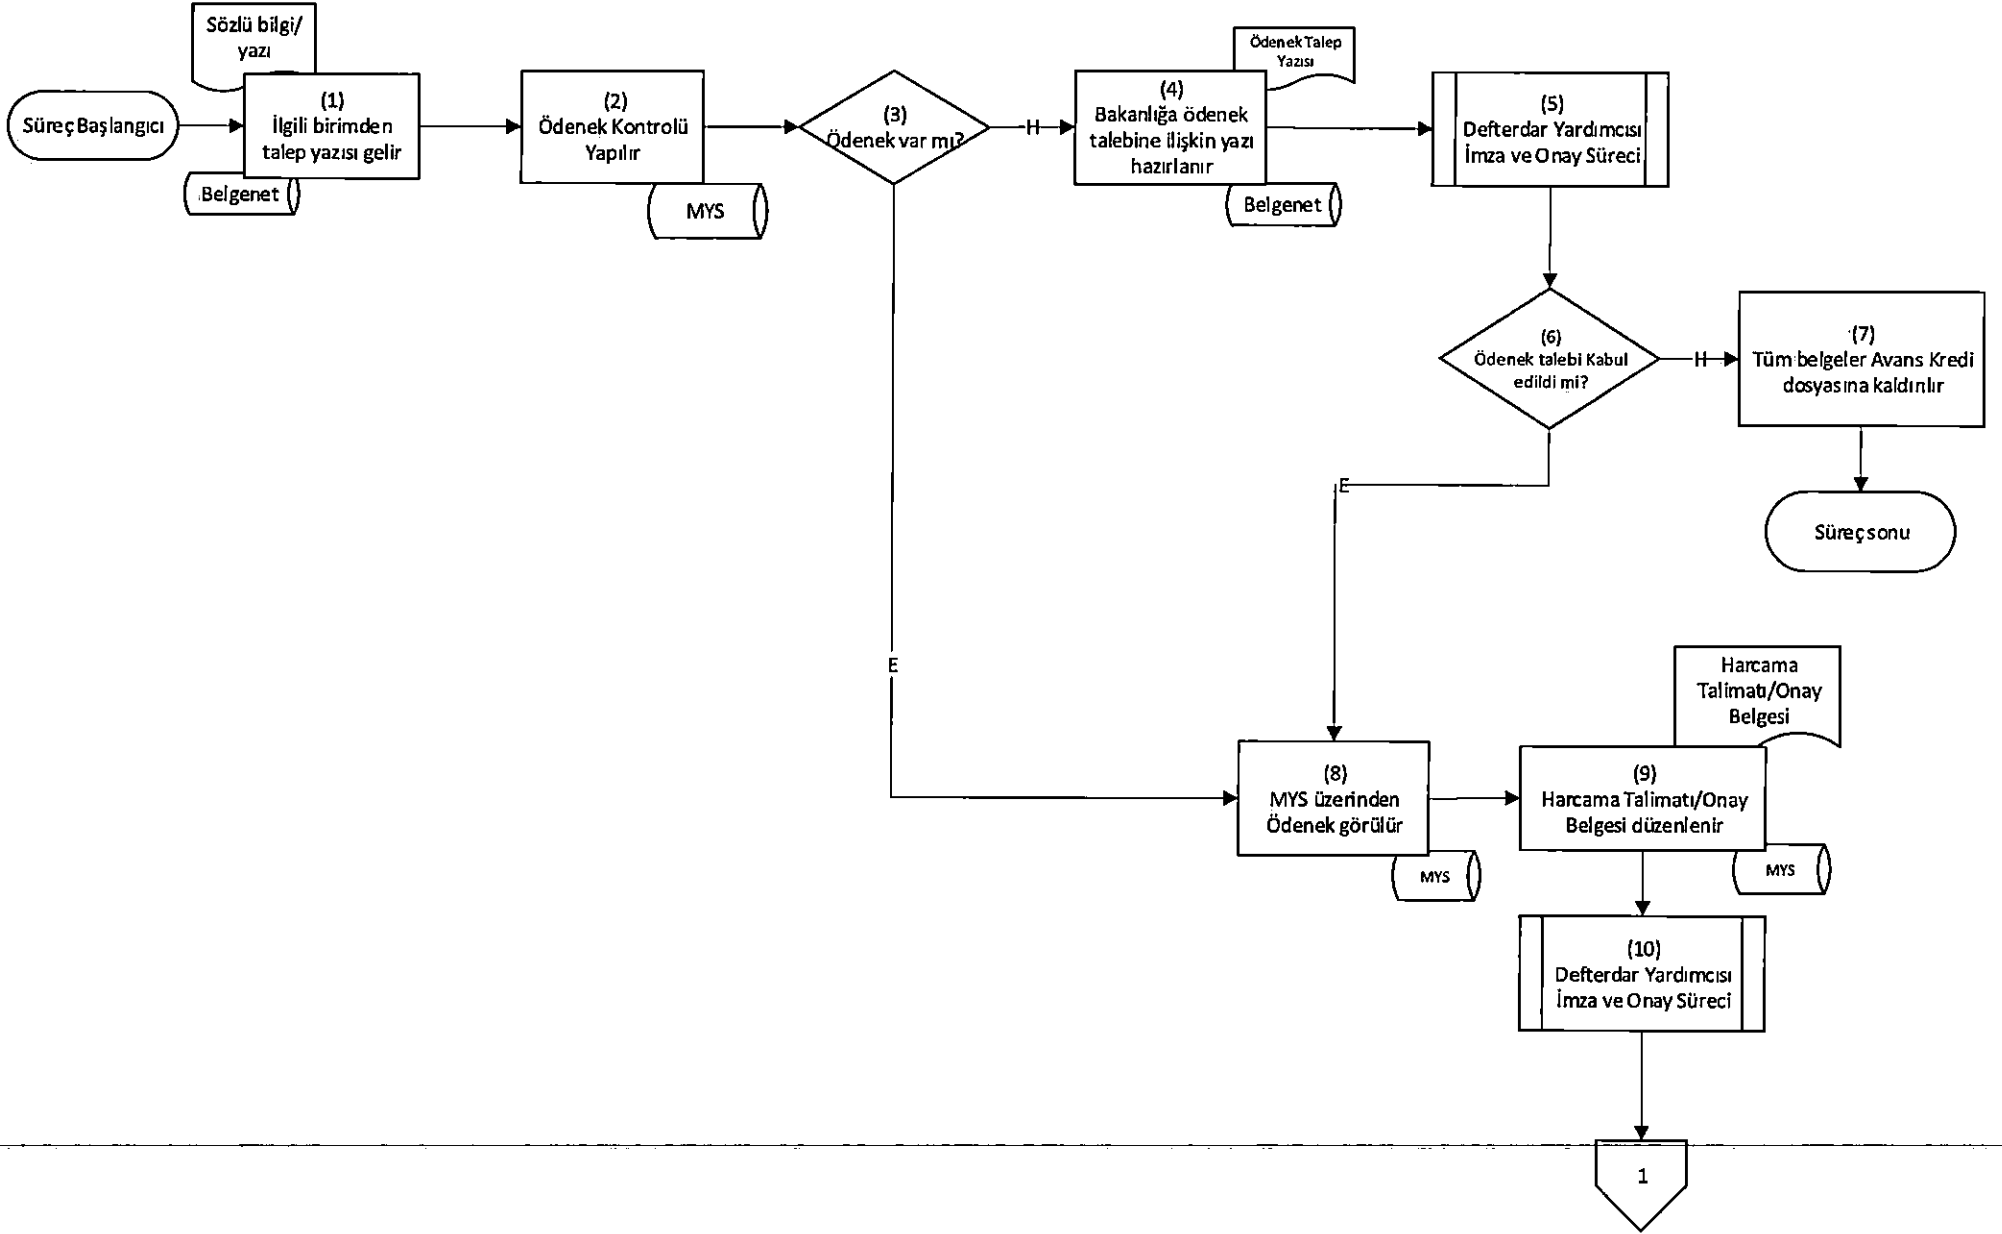 Sözlü bilgi/
yazı
Süreç Başlangıcı
(1)
İlgili birimden
talep yazısı gelir
Belgenet
(2)
Ödenek Kontrolü
Yapılır
MYS
(3)
Ödenek var mı?
H
Ödenek Talep
Yazısı
(4)
Bakanlığa ödenek
talebine ilişkin yazı
hazırlanır
Belgenet
(5)
Defterdar Yardımcısı
İmza ve Onay Süreci
(6)
Ödenek talebi Kabul
edildi mi?
H
(7)
Tüm belgeler Avans Kredi
dosyasına kaldırılır
Süreç sonu
E
E
(8)
MYS üzerinden
Ödenek görülür
MYS
Harcama
Talimatı/Onay
Belgesi
(9)
Harcama Talimatı/Onay
Belgesi düzenlenir
MYS
(10)
Defterdar Yardımcısı
İmza ve Onay Süreci
1